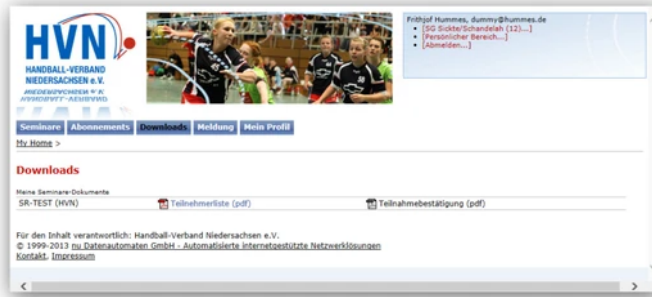 HVN
HANDBALL-VERBAND
NIEDERSACHSEN e.V.
Frithjof Hummes, dummy@hummes.de
[SG Sickte/Schandelah (12)...]
[Persönlicher Bereich...]
[Abmelden...]
Seminare Abonnements Downloads Meldung Mein Profil
My Home >
Downloads
Meine Seminare-Dokumente
SR-TEST (HVN) Teilnehmerliste (pdf) Teilnahmebestätigung (pdf)
Für den Inhalt verantwortlich: Handball-Verband Niedersachsen e.V.
© 1999-2013 nu Datenautomaten GmbH - Automatisierte internetgestützte Netzwerklösungen
Kontakt, Impressum